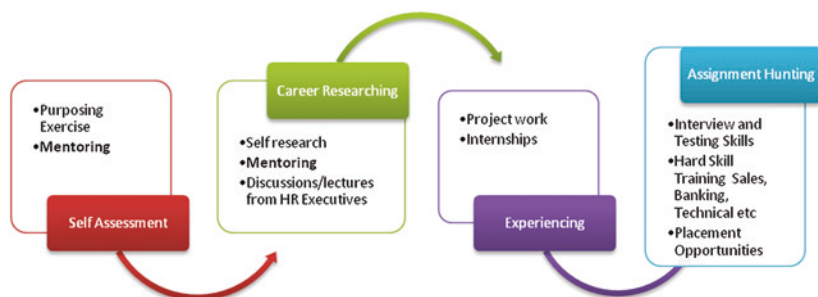 •Purposing
Exercise
•Mentoring
Self Assessment
Career Researching
•Self research
•Mentoring
•Discussions/lectures
from HR Executives
•Project work
•Internships
Experiencing
Assignment Hunting
•Interview and
Testing Skills
•Hard Skill
Training Sales,
Banking,
Technical etc
•Placement
Opportunities